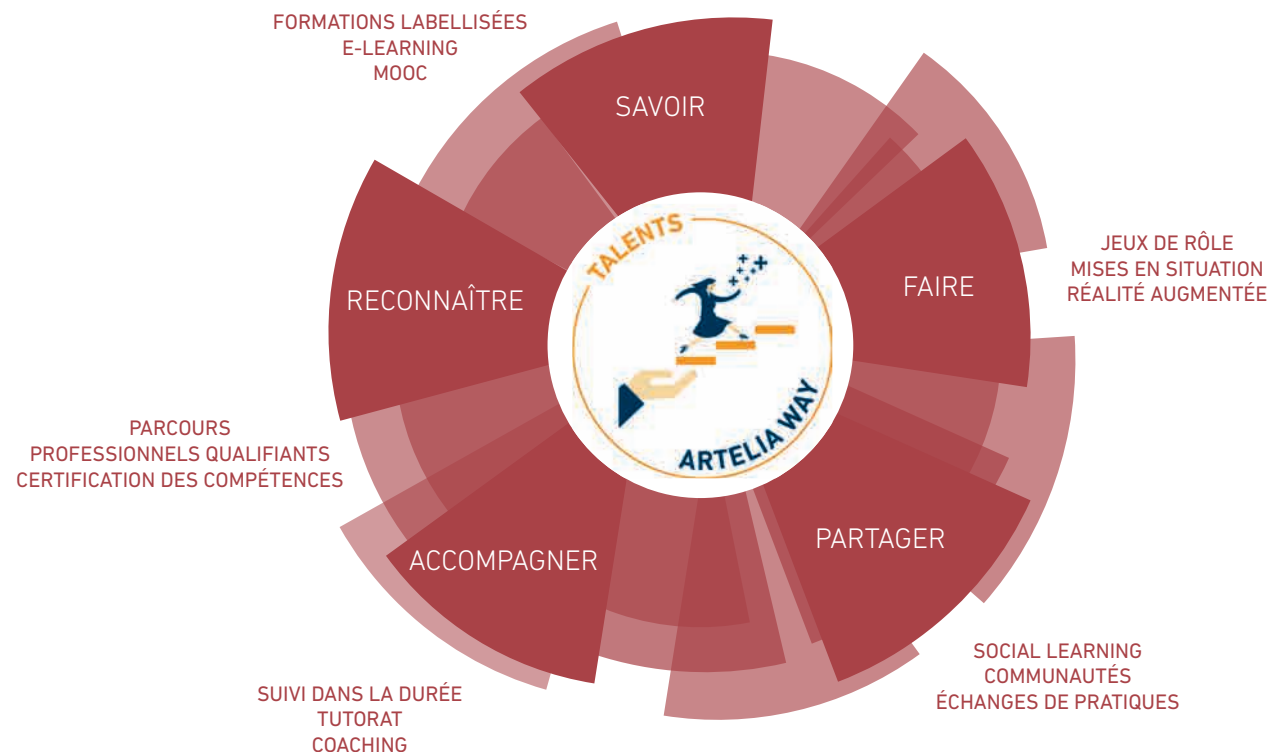 FORMATIONS LABELLISÉES
E-LEARNING
MOOC
SAVOIR
FAIRE
JEUX DE RÔLE
MISES EN SITUATION
RÉALITÉ AUGMENTÉE
PARTAGER
SOCIAL LEARNING
COMMUNAUTÉS
ÉCHANGES DE PRATIQUES
ACCOMPAGNER
SUIVI DANS LA DURÉE
TUTORAT
COACHING
RECONNAÎTRE
PARCOURS
PROFESSIONNELS QUALIFIANTS
CERTIFICATION DES COMPÉTENCES
TALENTS
ARTELIA WAY